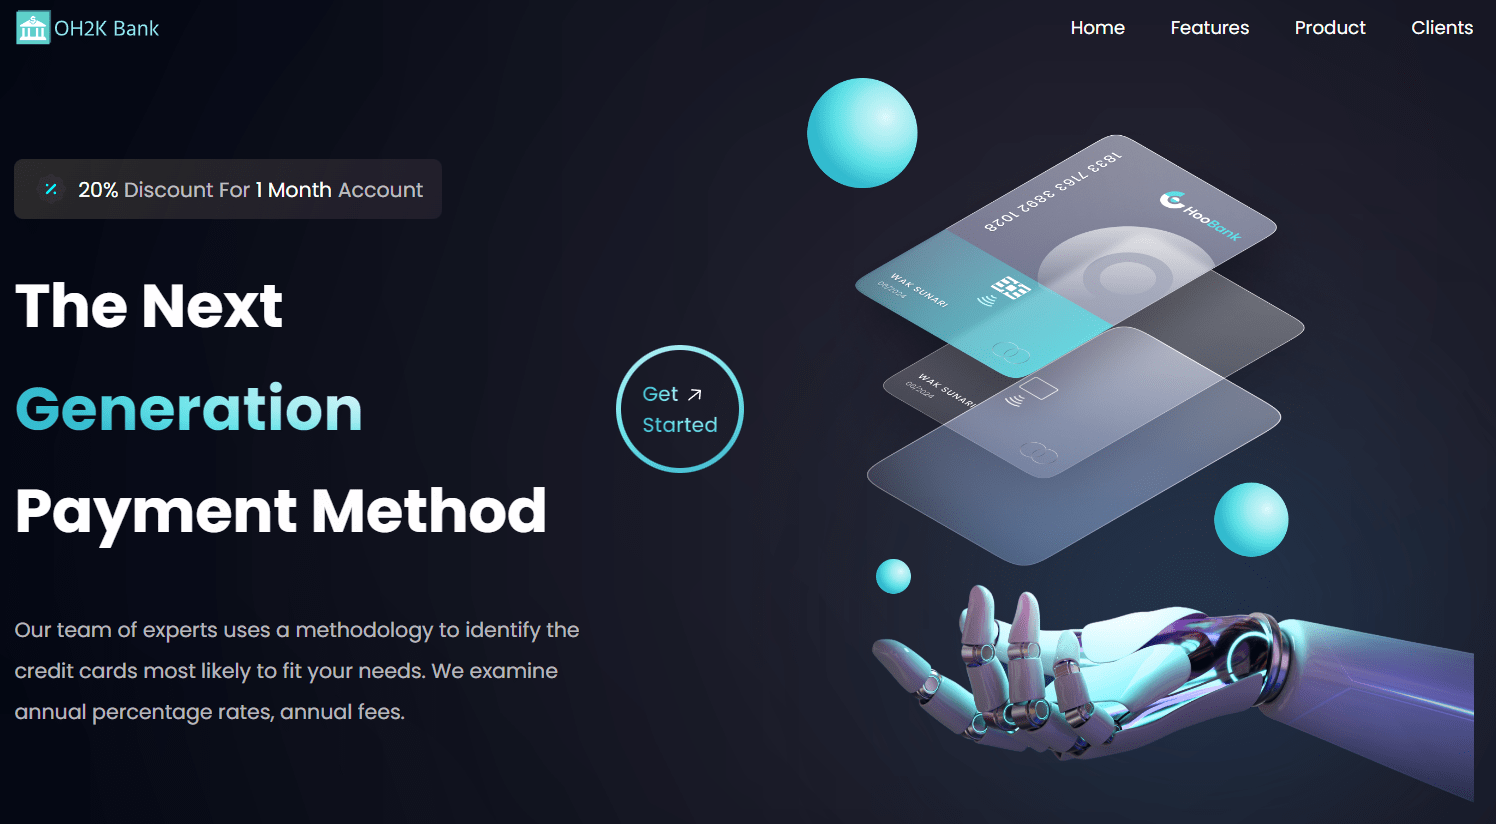 OH2K Bank
Home
Features
Product
Clients
20% Discount For 1 Month Account
The Next
Generation
Payment Method
Get
Started
Our team of experts uses a methodology to identify the
credit cards most likely to fit your needs. We examine
annual percentage rates, annual fees.
1833 7163 3892 1028
HooBank
WAK SUNARI
06/2024
WAK SUNARI
06/2024